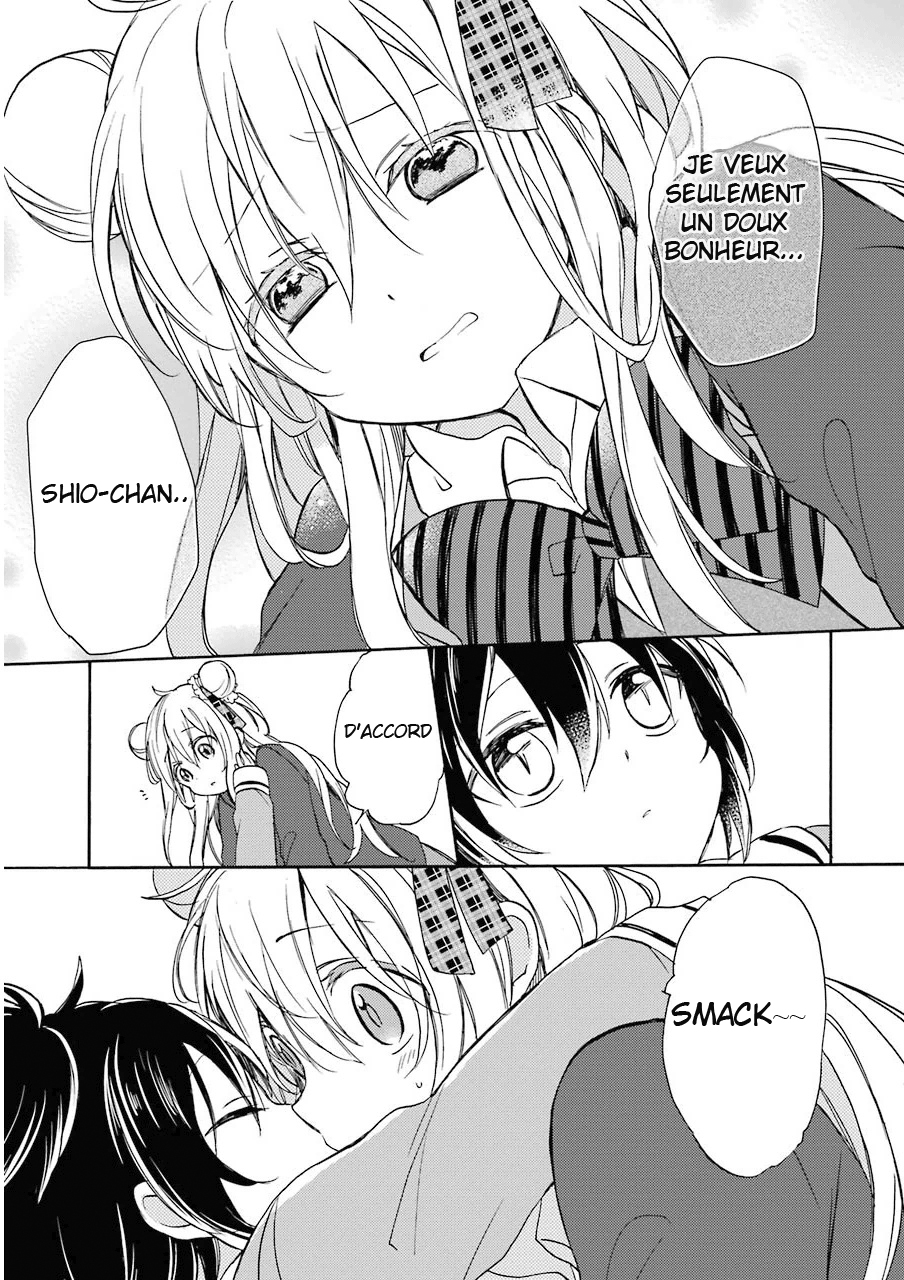 JE VEUX
SEULEMENT
UN DOUX
BONHEUR...
SHIO-CHAN..
D'ACCORD
SMACK~~